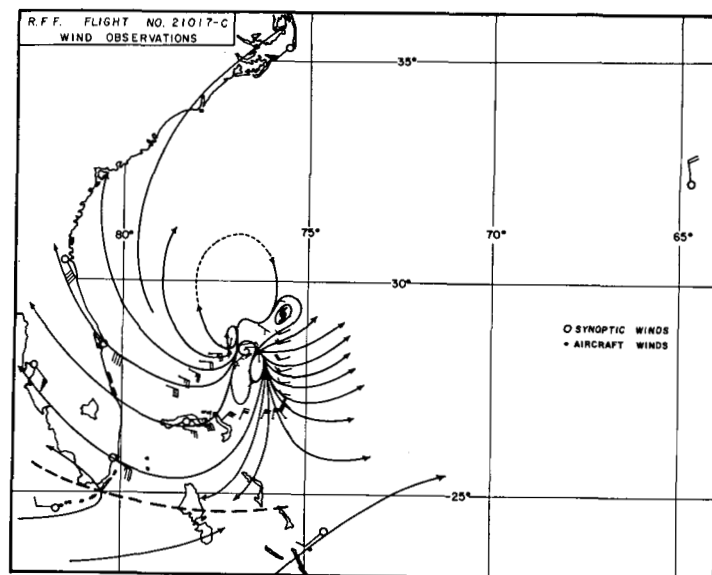 R.F.F. FLIGHT NO. 21017-C
WIND OBSERVATIONS
35°
80°
75°
70°
65°
30°
SYNOPTIC WINDS
AIRCRAFT WINDS
25°